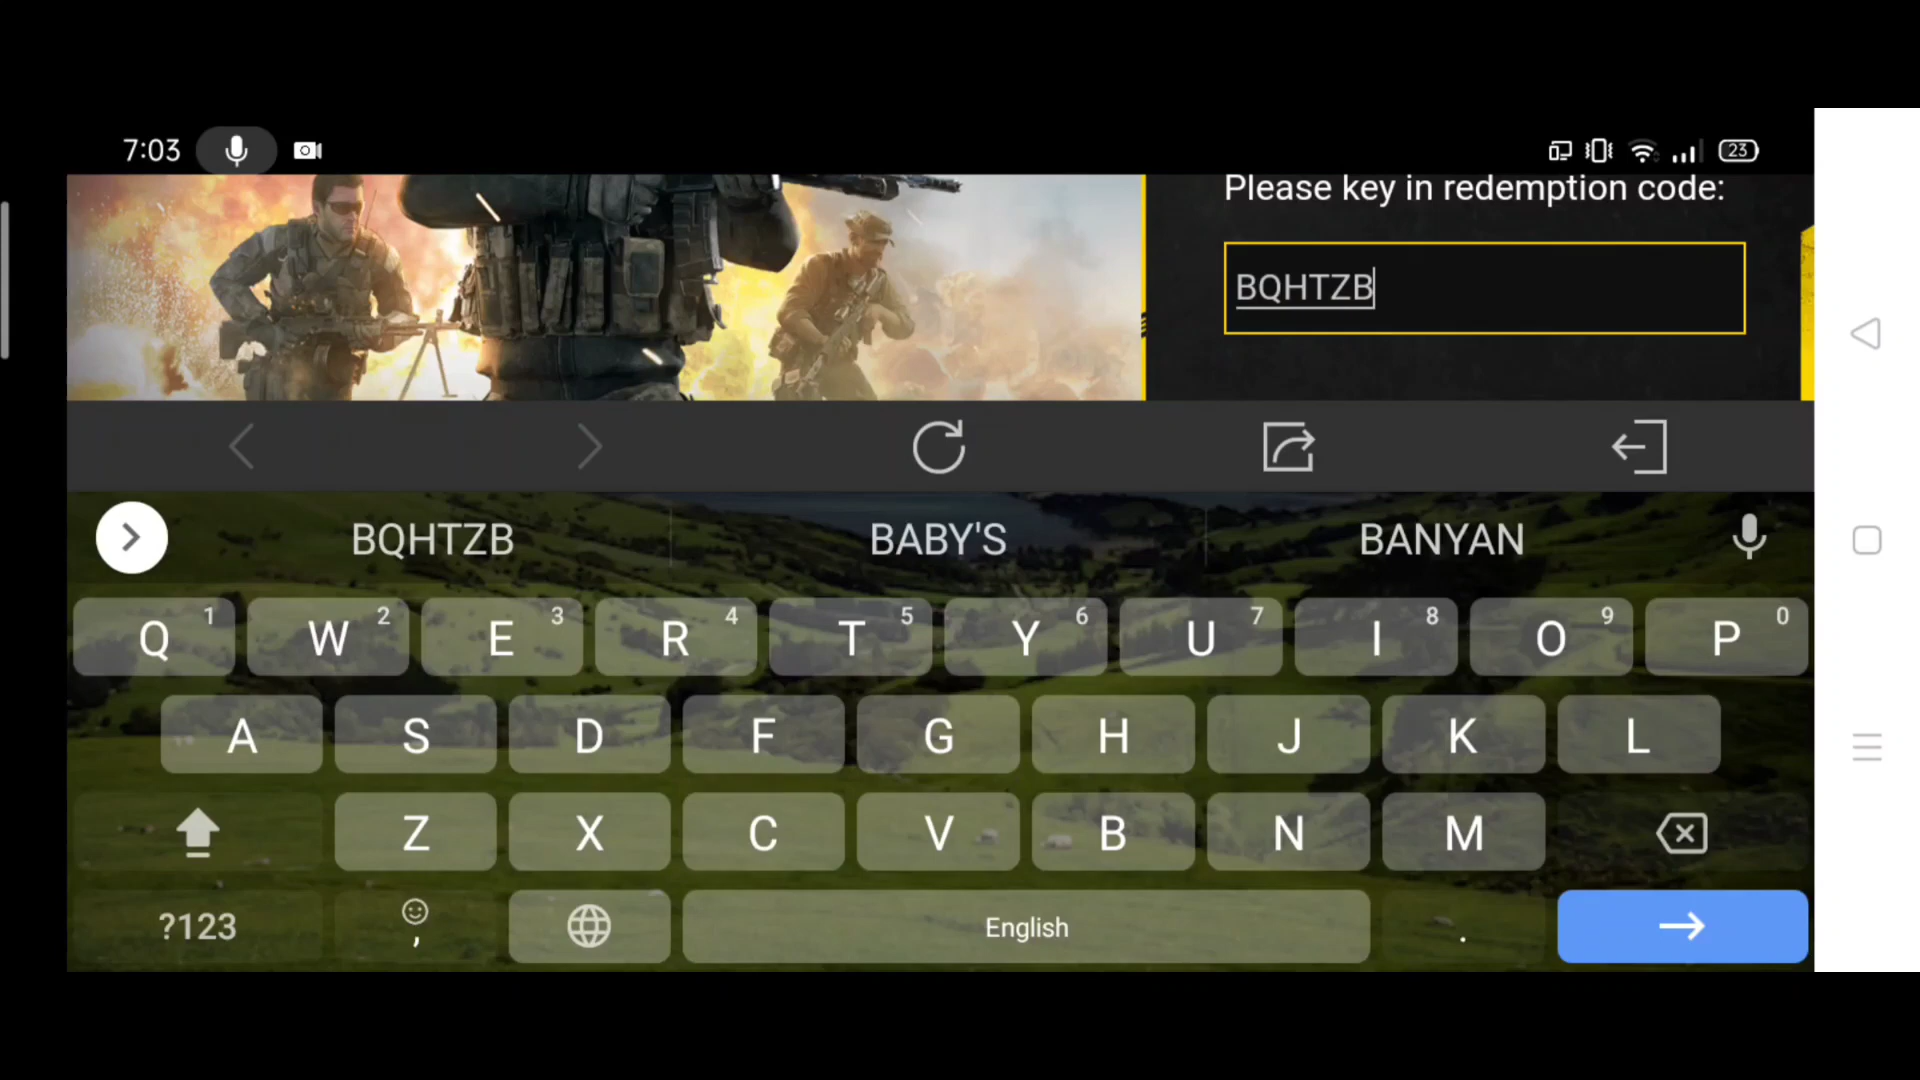 7:03
23
Please key in redemption code:
BQHTZB
BQHTZB BABY'S BANYAN
Q 1 W 2 E 3 R 4 T 5 Y 6 U 7 I 8 O 9 P 0
A S D F G H J K L
Z X C V B N M
?123 , English .